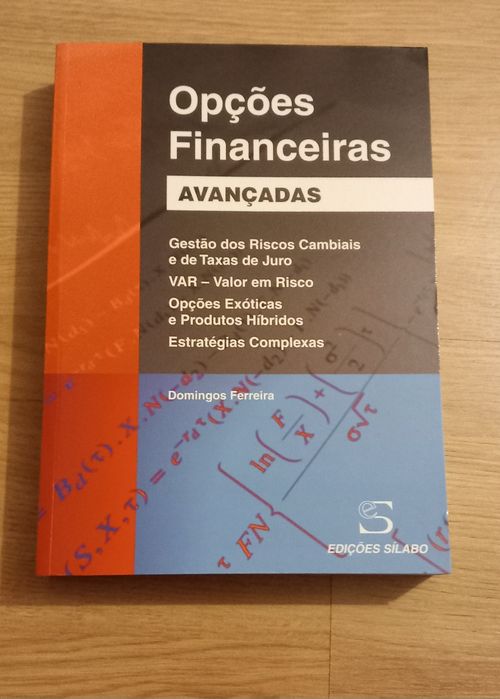 Opções
Financeiras
AVANÇADAS
Gestão dos Riscos Cambiais
e de Taxas de Juro
VAR – Valor em Risco
Opções Exóticas
e Produtos Híbridos
Estratégias Complexas
Domingos Ferreira
EDIÇÕES SÍLABO